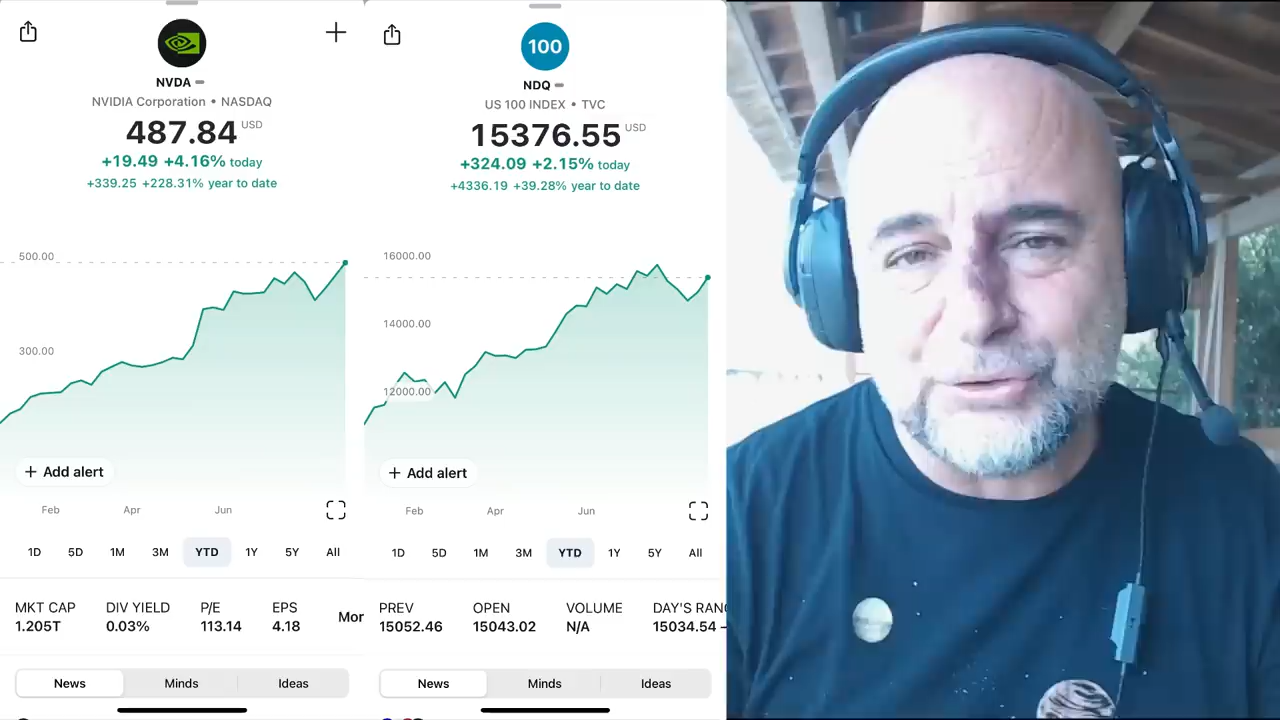 NVDA
NVIDIA Corporation • NASDAQ
487.84 USD
+19.49 +4.16% today
+339.25 +228.31% year to date
500.00
300.00
+ Add alert
Feb Apr Jun
1D 5D 1M 3M YTD 1Y 5Y All
MKT CAP DIV YIELD P/E EPS
1.205T 0.03% 113.14 4.18 Mor
News Minds Ideas
100
NDQ
US 100 INDEX • TVC
15376.55 USD
+324.09 +2.15% today
+4336.19 +39.28% year to date
16000.00
14000.00
12000.00
+ Add alert
Feb Apr Jun
1D 5D 1M 3M YTD 1Y 5Y All
PREV OPEN VOLUME DAY'S RANG
15052.46 15043.02 N/A 15034.54 –
News Minds Ideas